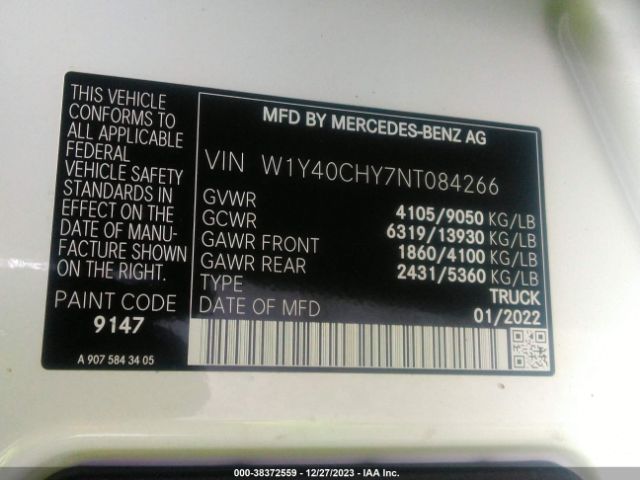 THIS VEHICLE
CONFORMS TO
ALL APPLICABLE
FEDERAL
VEHICLE SAFETY
STANDARDS IN
EFFECT ON THE
DATE OF MANU-
FACTURE SHOWN
ON THE RIGHT.
PAINT CODE
9147
A 907 584 34 05
MFD BY MERCEDES-BENZ AG
VIN W1Y40CHY7NT084266
GVWR 4105/9050 KG/LB
GCWR 6319/13930 KG/LB
GAWR FRONT 1860/4100 KG/LB
GAWR REAR 2431/5360 KG/LB
TYPE TRUCK
DATE OF MFD 01/2022
000-38372559 — 12/27/2023 — IAA Inc.